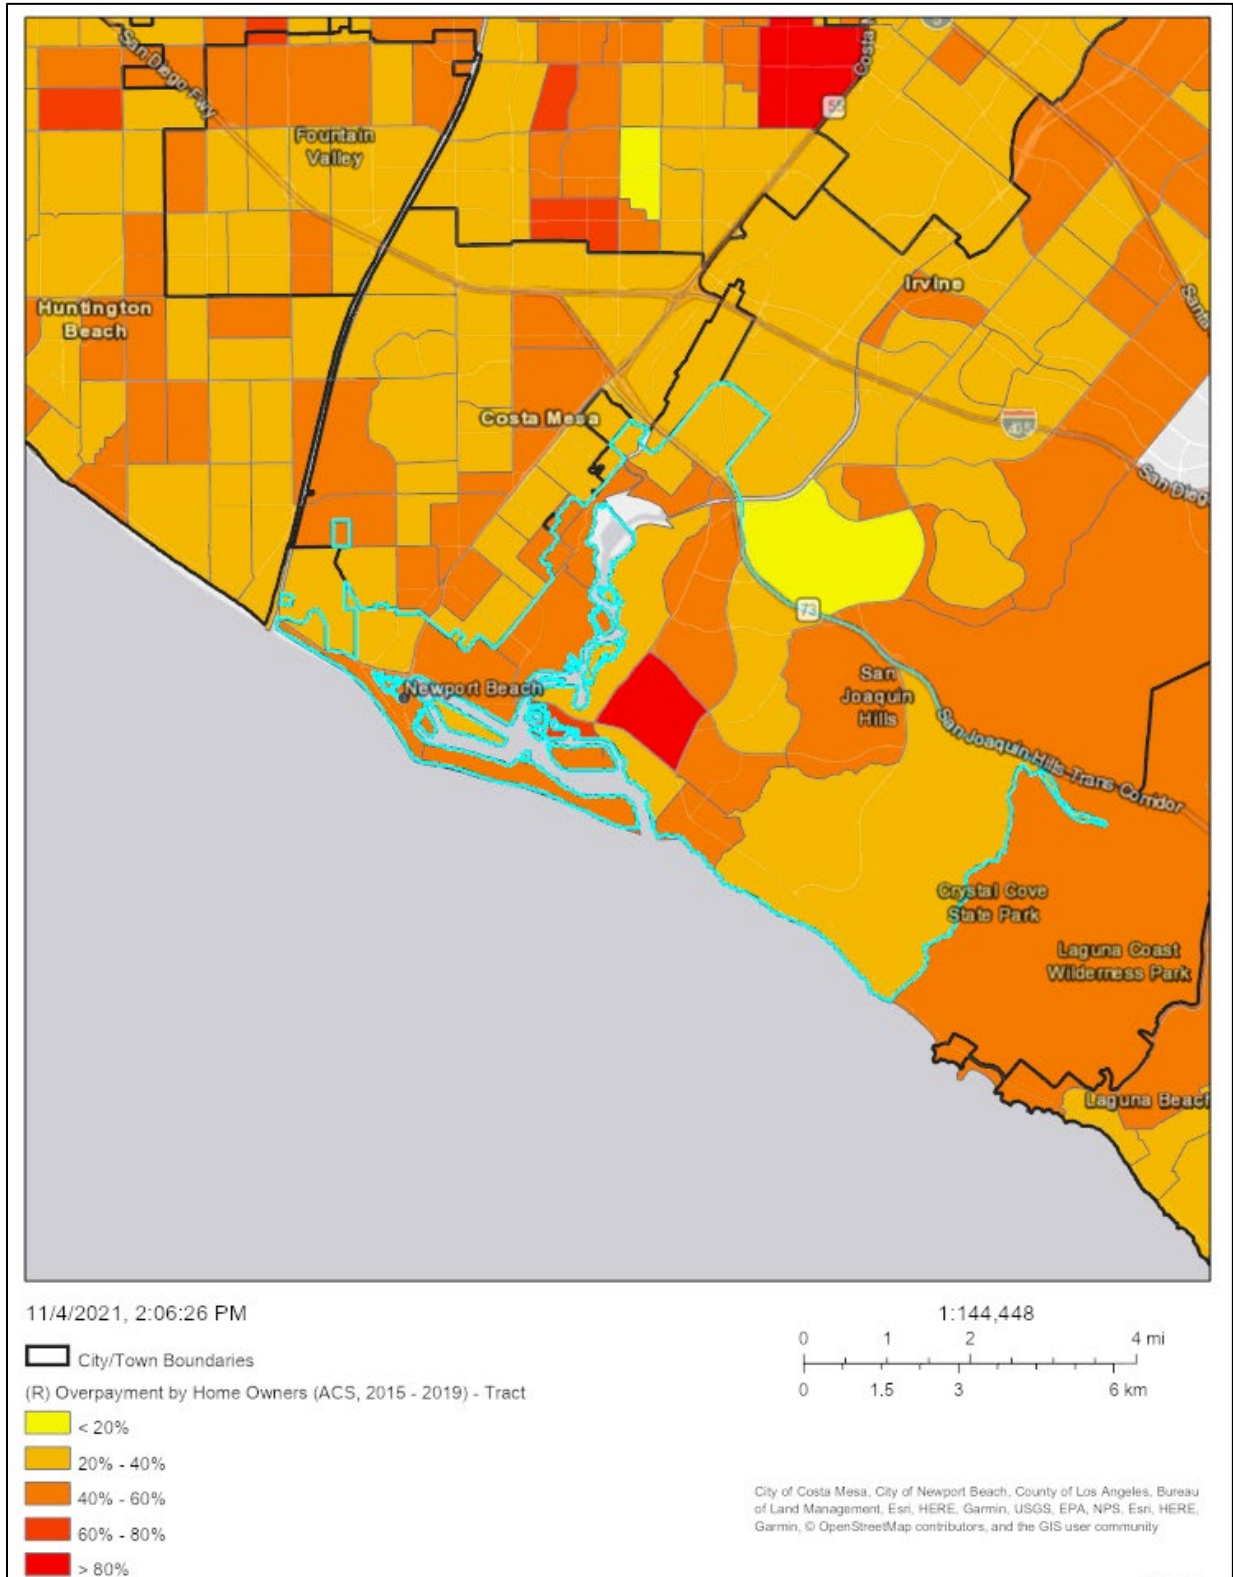 San Diego Fwy
Costa M
5
55
Fountain
Valley
Irvine
Santa
Huntington
Beach
Costa Mesa
405
San Diego
73
San
Joaquin
Hills
Newport Beach
San Joaquin Hills Trans Corridor
Crystal Cove
State Park
Laguna Coast
Wilderness Park
Laguna Beach
11/4/2021, 2:06:26 PM
1:144,448
0 1 2 4 mi
0 1.5 3 6 km
City/Town Boundaries
(R) Overpayment by Home Owners (ACS, 2015 - 2019) - Tract
< 20%
20% - 40%
40% - 60%
60% - 80%
> 80%
City of Costa Mesa, City of Newport Beach, County of Los Angeles, Bureau
of Land Management, Esri, HERE, Garmin, USGS, EPA, NPS, Esri, HERE,
Garmin, © OpenStreetMap contributors, and the GIS user community